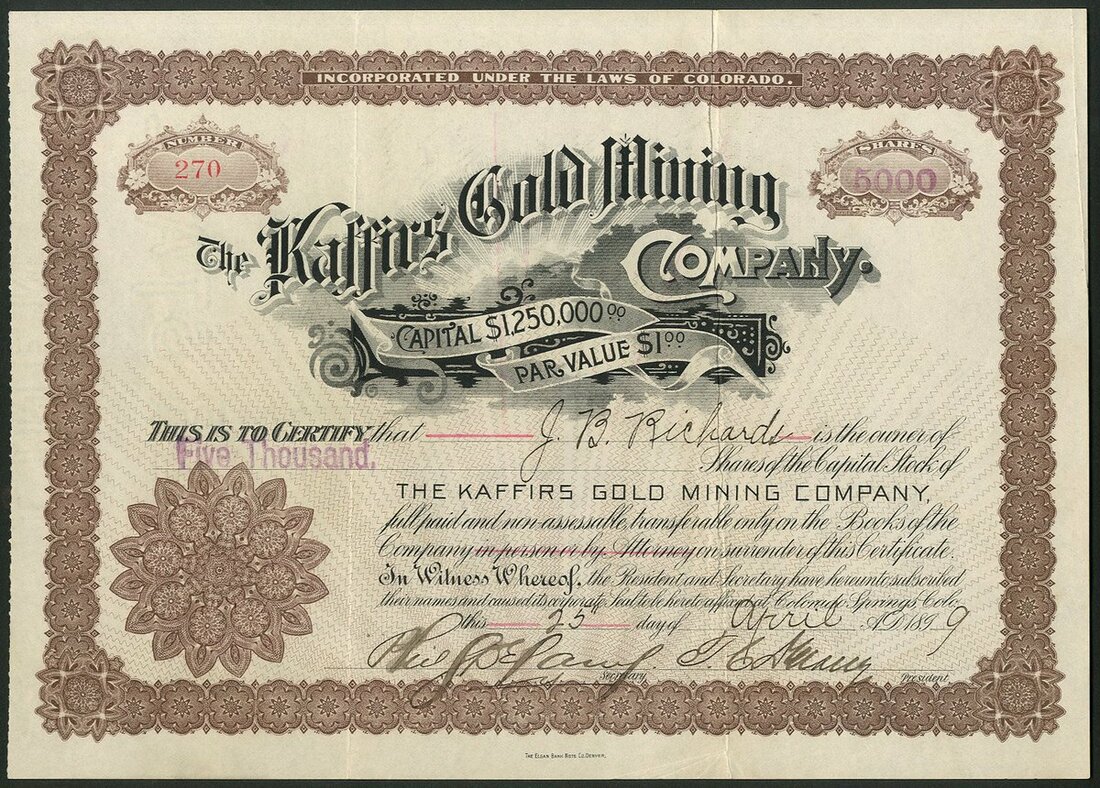 INCORPORATED UNDER THE LAWS OF COLORADO.
NUMBER
270
SHARES
5000
The Kaffirs Gold Mining
COMPANY.
CAPITAL $1,250,000 00
PAR VALUE $1 00
THIS IS TO CERTIFY that J. B. Richards is the owner of
Five Thousand.
Shares of the Capital Stock of
THE KAFFIRS GOLD MINING COMPANY,
full paid and non-assessable, transferable only on the Books of the
Company in person or by Attorney on surrender of this Certificate.
In Witness Whereof, the President and Secretary have hereunto subscribed
their names and caused its corporate Seal to be hereto affixed at Colorado Springs Colo.
this 25 day of April A.D. 1899
Secretary
President
THE ELGAN BANK NOTE CO. DENVER.